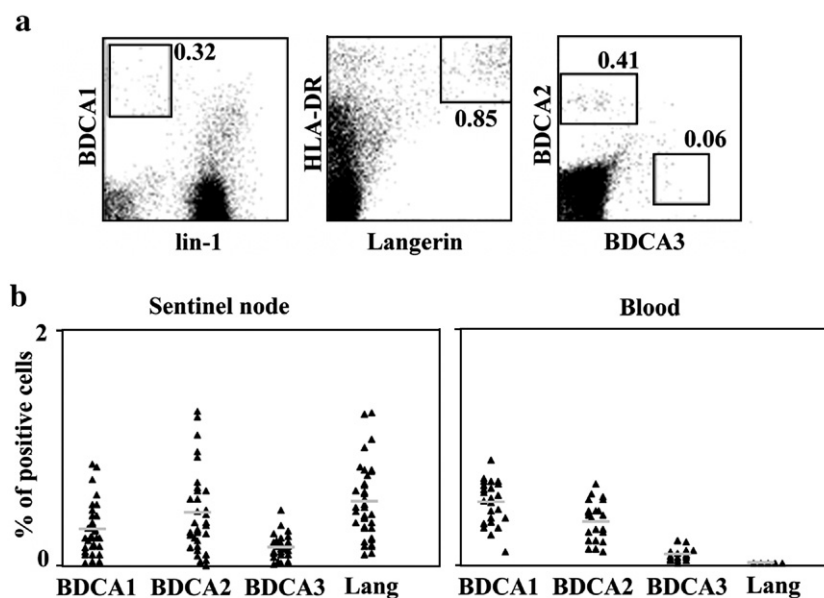 a
0.32
BDCA1
lin-1
HLA-DR
0.85
Langerin
0.41
0.06
BDCA2
BDCA3
b
Sentinel node
Blood
2
% of positive cells
0
BDCA1 BDCA2 BDCA3 Lang
BDCA1 BDCA2 BDCA3 Lang